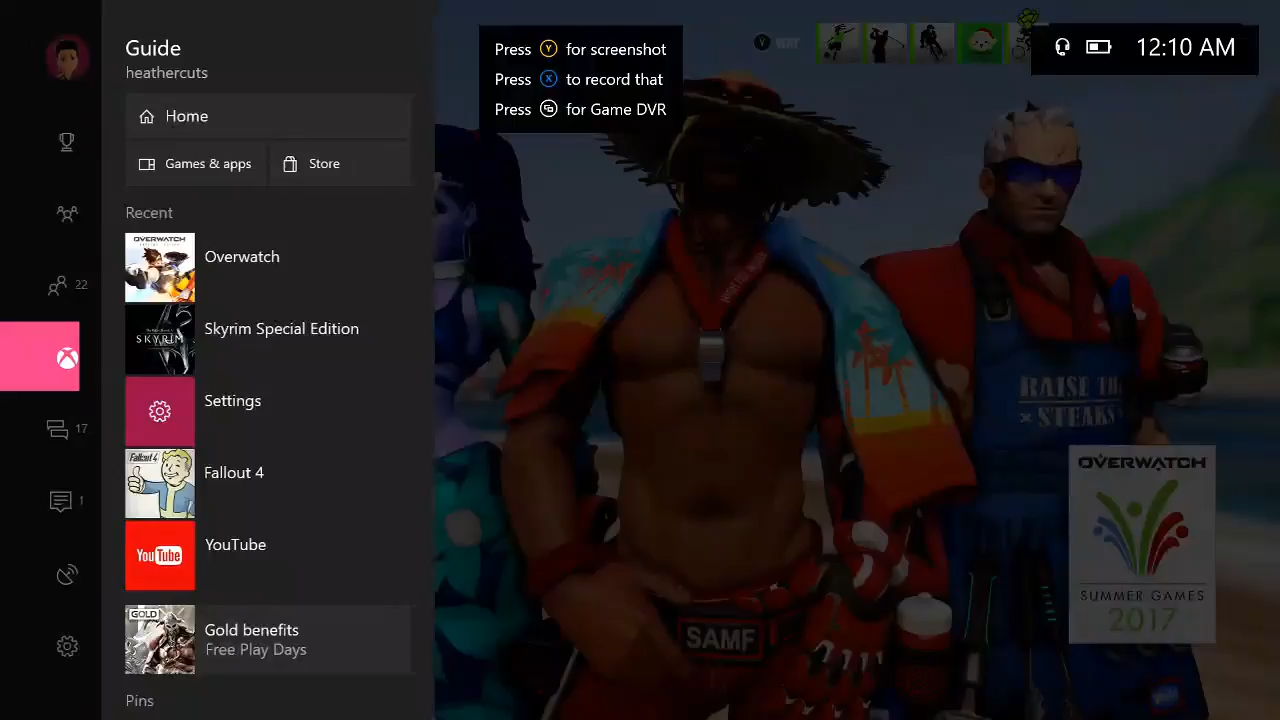 Guide
heathercuts
Home
Games & apps
Store
Recent
OVERWATCH
Overwatch
SKYRIM
Skyrim Special Edition
Settings
Fallout 4
Fallout 4
YouTube
YouTube
GOLD
Gold benefits
Free Play Days
Pins
22
17
1
Press Y for screenshot
Press X to record that
Press for Game DVR
Y
12:10 AM
RAISE TH
STEAKS
SAMF
OVERWATCH
SUMMER GAMES
2017